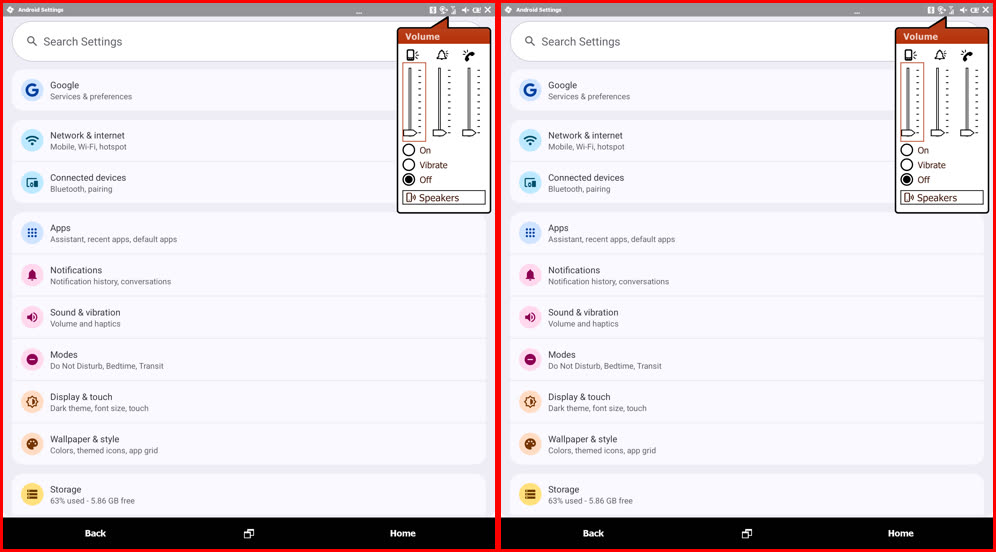 Android Settings
...
Search Settings
Volume
Google
Services & preferences
Network & internet
Mobile, Wi-Fi, hotspot
On
Vibrate
Connected devices
Bluetooth, pairing
Off
Speakers
Apps
Assistant, recent apps, default apps
Notifications
Notification history, conversations
Sound & vibration
Volume and haptics
Modes
Do Not Disturb, Bedtime, Transit
Display & touch
Dark theme, font size, touch
Wallpaper & style
Colors, themed icons, app grid
Storage
63% used - 5.86 GB free
Back
Home
Android Settings
...
Search Settings
Volume
Google
Services & preferences
Network & internet
Mobile, Wi-Fi, hotspot
On
Vibrate
Connected devices
Bluetooth, pairing
Off
Speakers
Apps
Assistant, recent apps, default apps
Notifications
Notification history, conversations
Sound & vibration
Volume and haptics
Modes
Do Not Disturb, Bedtime, Transit
Display & touch
Dark theme, font size, touch
Wallpaper & style
Colors, themed icons, app grid
Storage
63% used - 5.86 GB free
Back
Home